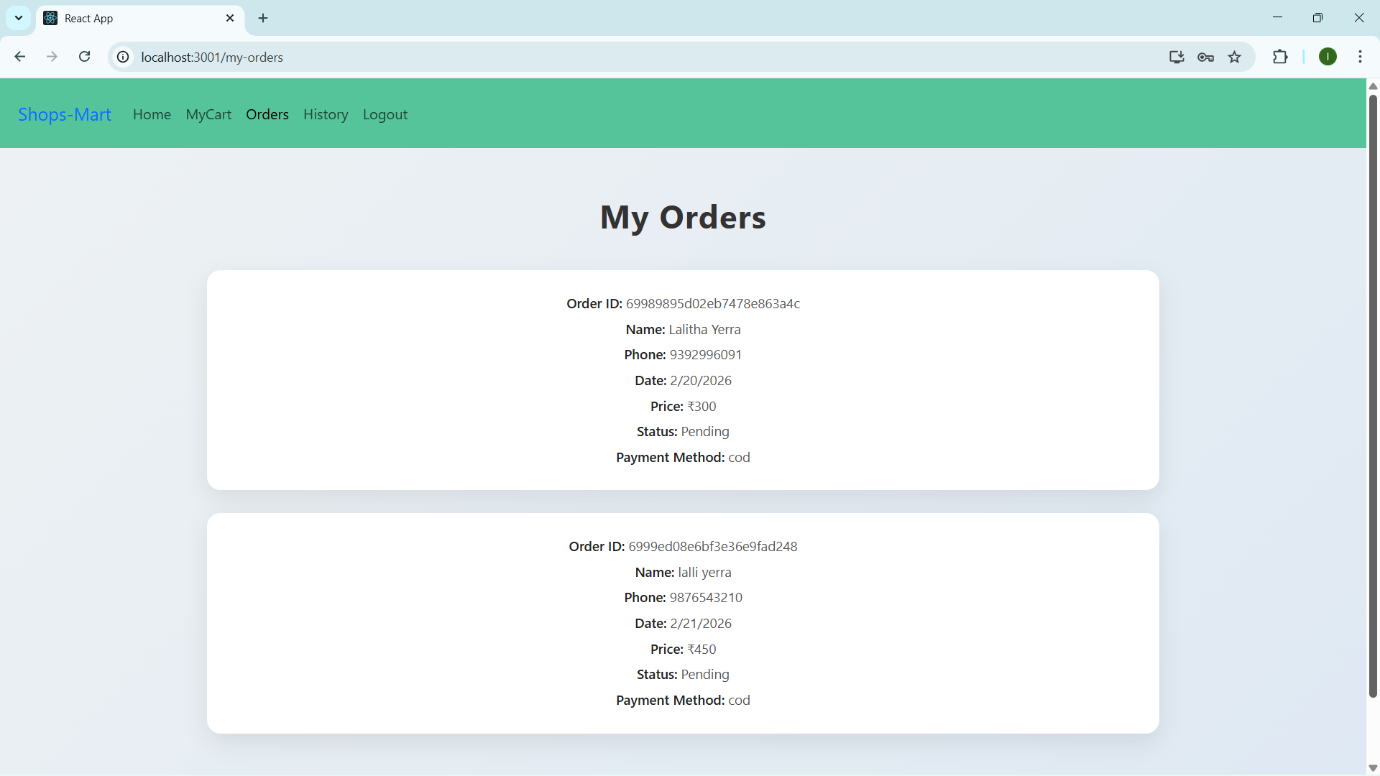 React App
localhost:3001/my-orders
I
Shops-Mart Home MyCart Orders History Logout
My Orders
Order ID: 69989895d02eb7478e863a4c
Name: Lalitha Yerra
Phone: 9392996091
Date: 2/20/2026
Price: ₹300
Status: Pending
Payment Method: cod
Order ID: 6999ed08e6bf3e36e9fad248
Name: lalli yerra
Phone: 9876543210
Date: 2/21/2026
Price: ₹450
Status: Pending
Payment Method: cod